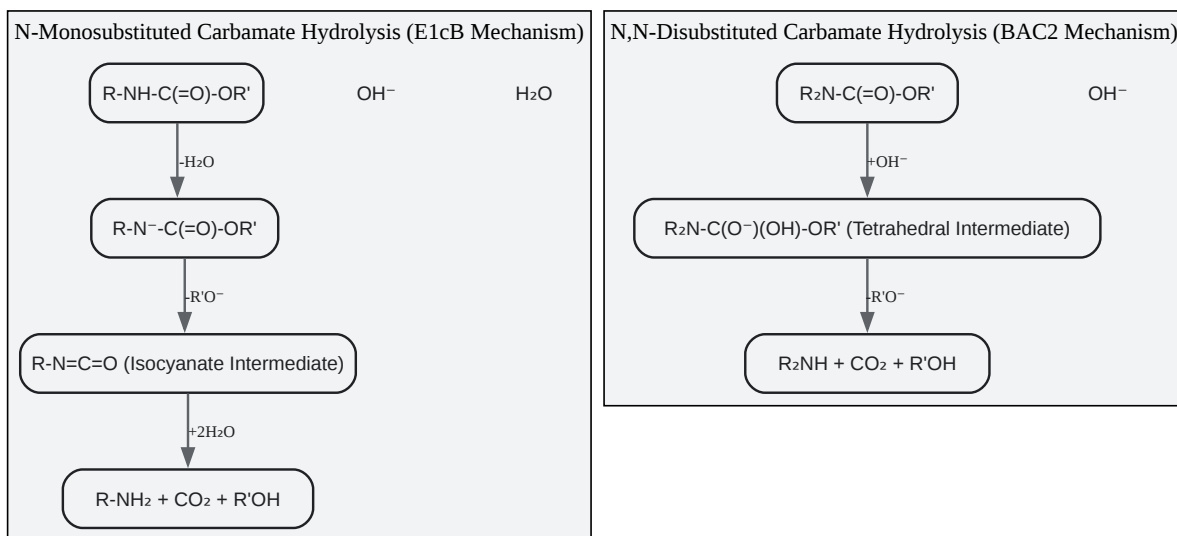 N-Monosubstituted Carbamate Hydrolysis (E1cB Mechanism)
R-NH-C(=O)-OR' OH⁻ H₂O
-H₂O
R-N⁻-C(=O)-OR'
-R'O⁻
R-N=C=O (Isocyanate Intermediate)
+2H₂O
R-NH₂ + CO₂ + R'OH
N,N-Disubstituted Carbamate Hydrolysis (BAC2 Mechanism)
R₂N-C(=O)-OR' OH⁻
+OH⁻
R₂N-C(O⁻)(OH)-OR' (Tetrahedral Intermediate)
-R'O⁻
R₂NH + CO₂ + R'OH